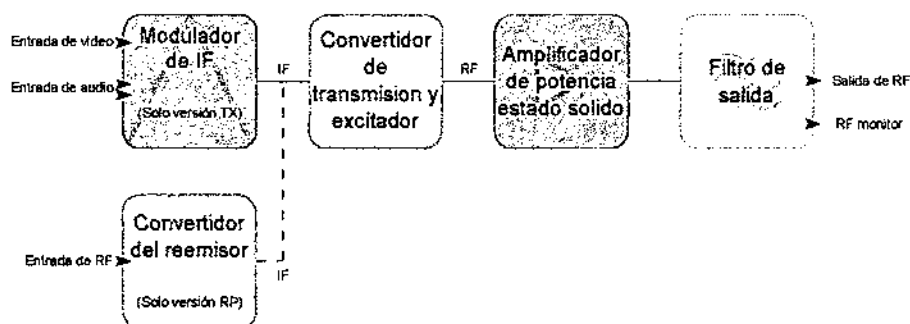 Entrada de video
Entrada de audio
Modulador
de IF
(Solo versión TX)
IF
Convertidor
de
transmision y
excitador
RF
Amplificador
de potencia
estado solido
Filtro de
salida
Salida de RF
RF monitor
Entrada de RF
Convertidor
del reemisor
(Solo versión RP)
IF